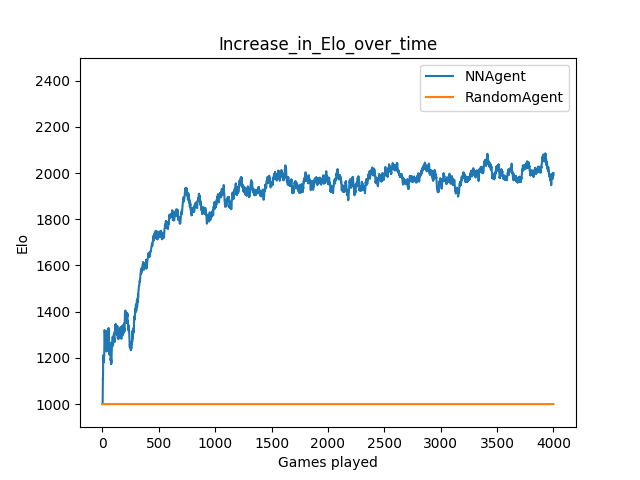 Increase_in_Elo_over_time
NNAgent
RandomAgent
2400
2200
2000
1800
1600
1400
1200
1000
Elo
0 500 1000 1500 2000 2500 3000 3500 4000
Games played